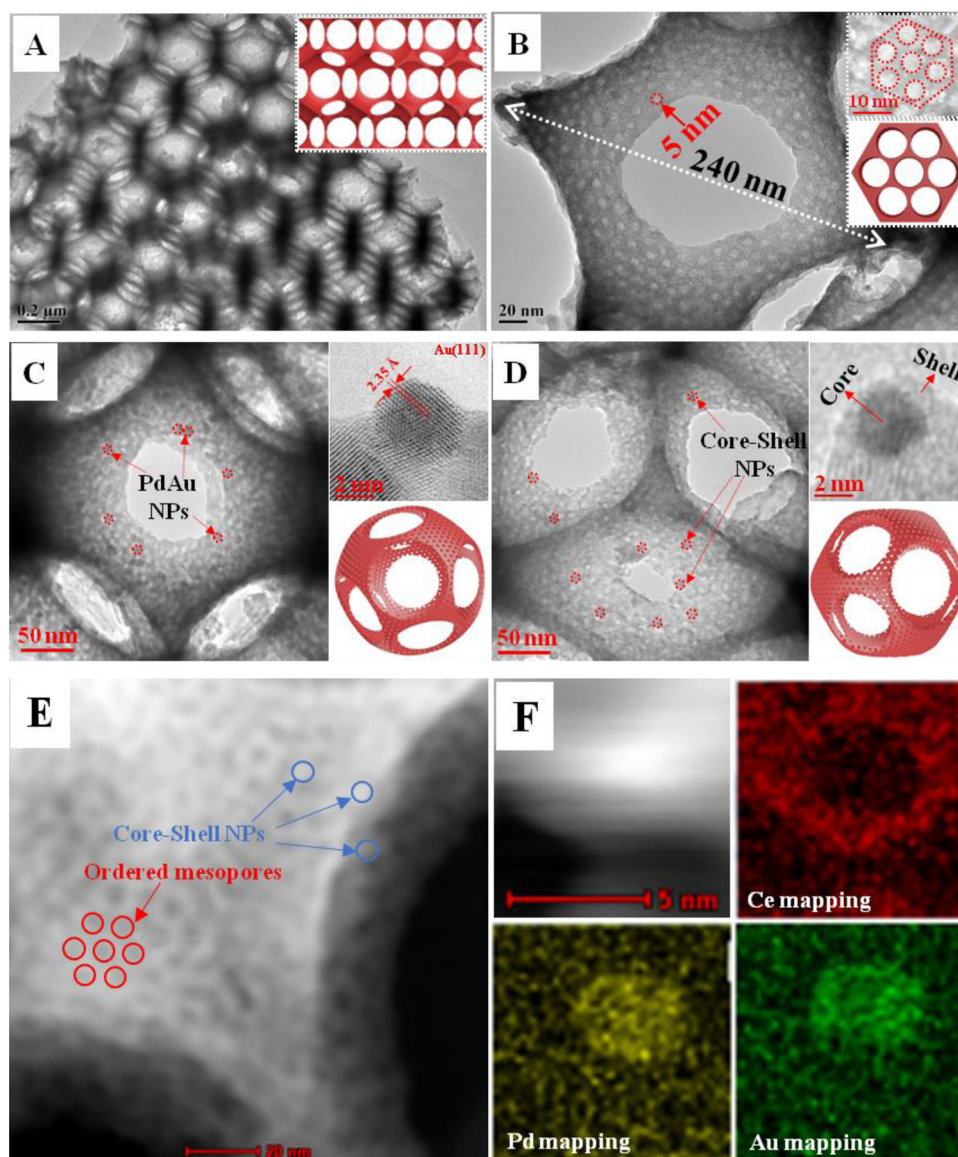 A
0.2 μm
B
5 nm
240 nm
20 nm
10 nm
C
PdAu
NPs
50 nm
Au(111)
2.35 Å
2 nm
D
Core-Shell
NPs
50 nm
Core
Shell
2 nm
E
Core-Shell NPs
Ordered mesopores
20 nm
F
5 nm
Ce mapping
Pd mapping
Au mapping